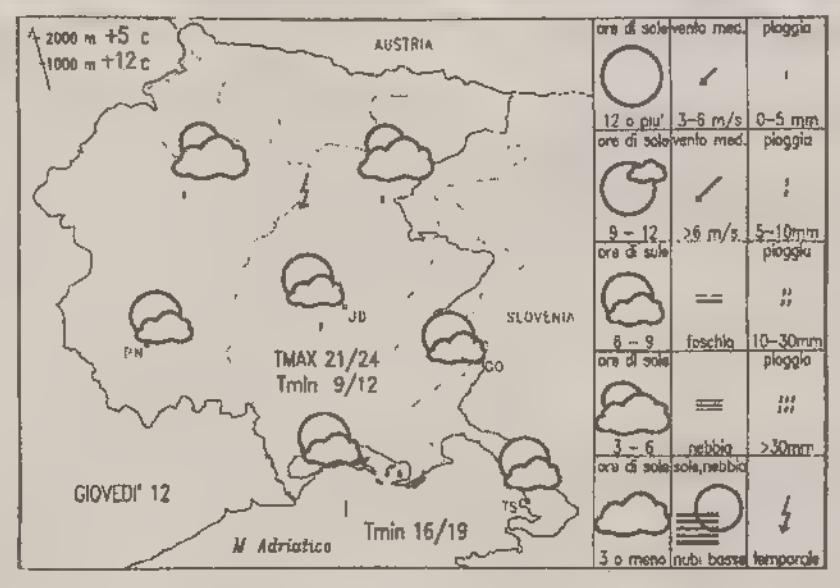 2000 m +5 c
1000 m +12 c
AUSTRIA
SLOVENIA
UD
PN
GO
TMAX 21/24
Tmin 9/12
GIOVEDI' 12
TS
M Adriatico
Tmin 16/19
ore di sole vento med. pioggia
12 o piu' 3-6 m/s 0-5 mm
ore di sole vento med. pioggia
9 - 12 >6 m/s 5-10mm
ore di sole pioggia
6 - 9 foschia 10-30mm
ore di sole pioggia
3 - 6 nebbia >30mm
ore di sole sole,nebbia
3 o meno nubi basse temporale